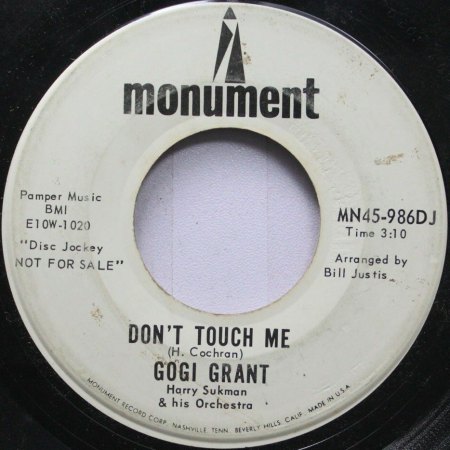 monument
Pamper Music
BMI
E10W-1020
"Disc Jockey
NOT FOR SALE"
MN45-986DJ
Time 3:10
Arranged by
Bill Justis
DON'T TOUCH ME
(H. Cochran)
GOGI GRANT
Harry Sukman
& his Orchestra
MONUMENT RECORD CORP. NASHVILLE, TENN. BEVERLY HILLS, CALIF. MADE IN U.S.A.